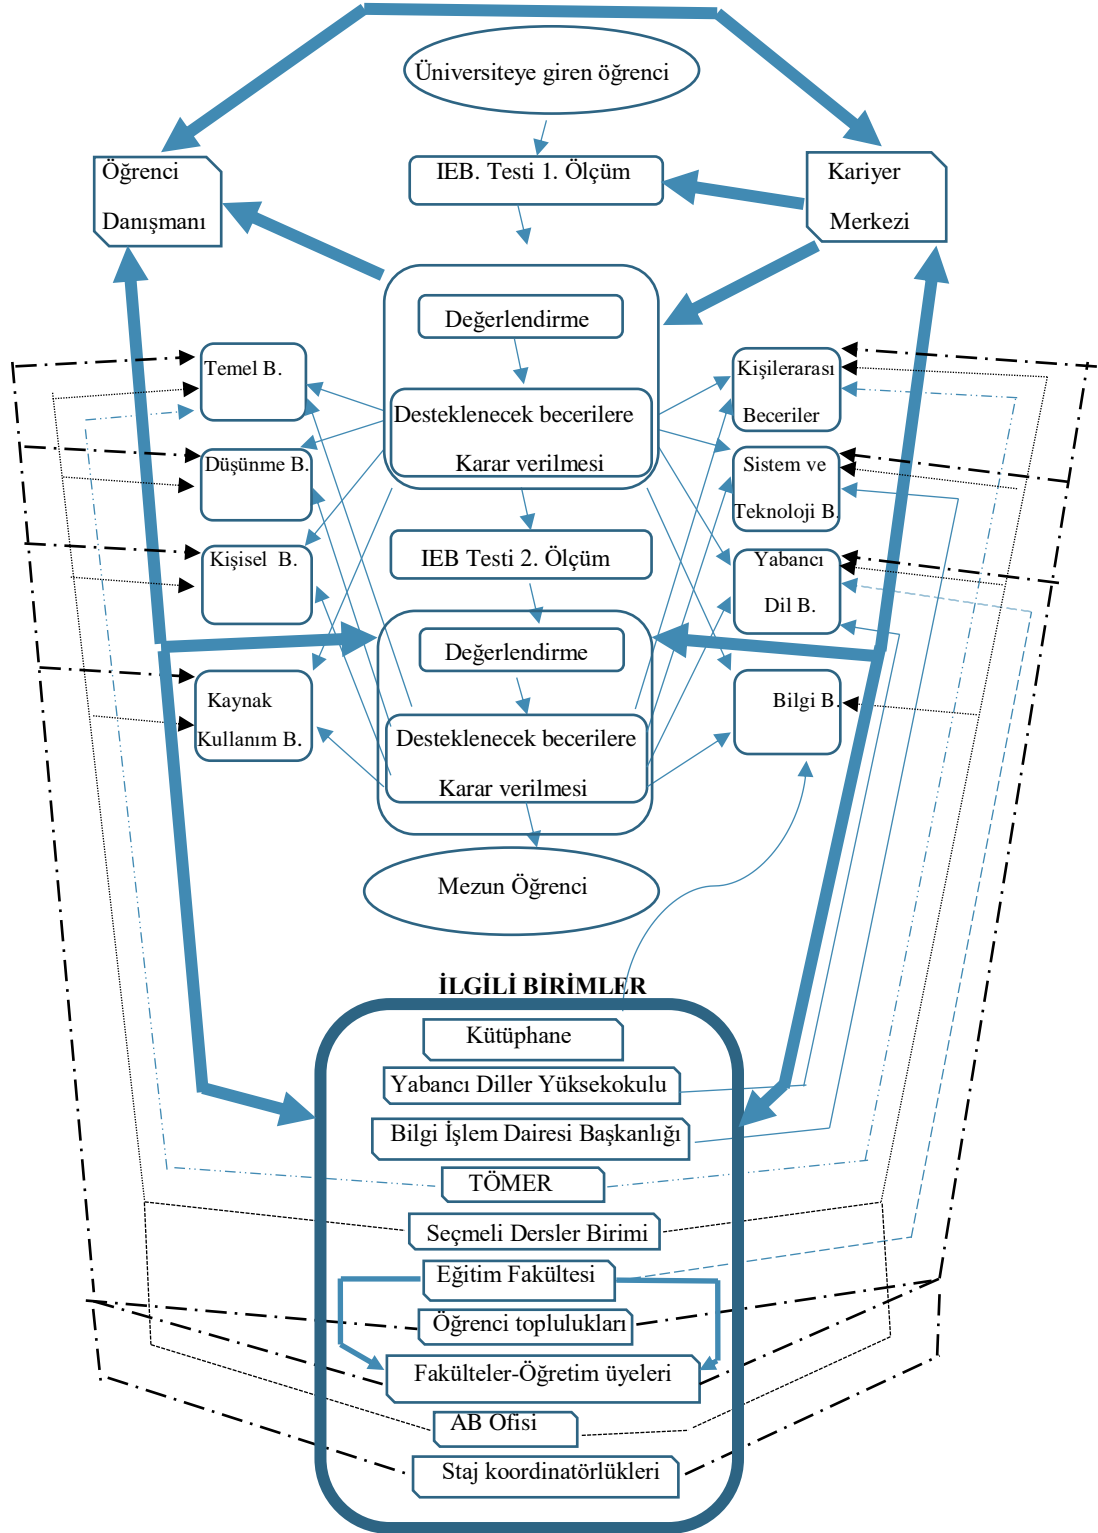 Üniversiteye giren öğrenci
Öğrenci
Danışmanı
IEB. Testi 1. Ölçüm
Kariyer
Merkezi
Değerlendirme
Temel B.
Kişilerarası
Beceriler
Desteklenecek becerilere
Karar verilmesi
Düşünme B.
Sistem ve
Teknoloji B.
Kişisel B.
IEB Testi 2. Ölçüm
Yabancı
Dil B.
Değerlendirme
Kaynak
Kullanım B.
Bilgi B.
Desteklenecek becerilere
Karar verilmesi
Mezun Öğrenci
İLGİLİ BİRİMLER
Kütüphane
Yabancı Diller Yüksekokulu
Bilgi İşlem Dairesi Başkanlığı
TÖMER
Seçmeli Dersler Birimi
Eğitim Fakültesi
Öğrenci toplulukları
Fakülteler-Öğretim üyeleri
AB Ofisi
Staj koordinatörlükleri